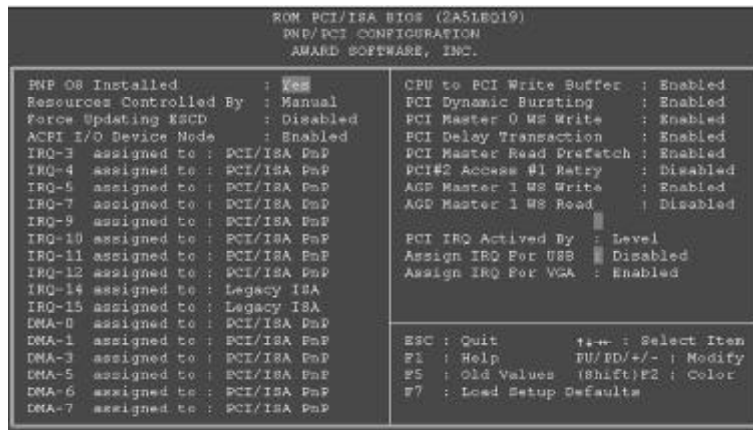 ROM PCI/ISA BIOS (2A5LEQ19)
PNP/PCI CONFIGURATION
AWARD SOFTWARE, INC.
PNP OS Installed : Yes
Resources Controlled By : Manual
Force Updating ESCD : Disabled
ACPI I/O Device Node : Enabled
IRQ-3 assigned to : PCI/ISA PnP
IRQ-4 assigned to : PCI/ISA PnP
IRQ-5 assigned to : PCI/ISA PnP
IRQ-7 assigned to : PCI/ISA PnP
IRQ-9 assigned to : PCI/ISA PnP
IRQ-10 assigned to : PCI/ISA PnP
IRQ-11 assigned to : PCI/ISA PnP
IRQ-12 assigned to : PCI/ISA PnP
IRQ-14 assigned to : Legacy ISA
IRQ-15 assigned to : Legacy ISA
DMA-0 assigned to : PCI/ISA PnP
DMA-1 assigned to : PCI/ISA PnP
DMA-3 assigned to : PCI/ISA PnP
DMA-5 assigned to : PCI/ISA PnP
DMA-6 assigned to : PCI/ISA PnP
DMA-7 assigned to : PCI/ISA PnP
CPU to PCI Write Buffer : Enabled
PCI Dynamic Bursting : Enabled
PCI Master 0 WS Write : Enabled
PCI Delay Transaction : Enabled
PCI Master Read Prefetch : Enabled
PCI#2 Access #1 Retry : Disabled
AGP Master 1 WS Write : Enabled
AGP Master 1 WS Read : Disabled
PCI IRQ Actived By : Level
Assign IRQ For USB : Disabled
Assign IRQ For VGA : Enabled
ESC : Quit ↑↓→← : Select Item
F1 : Help PU/PD/+/- : Modify
F5 : Old Values (Shift)F2 : Color
F7 : Load Setup Defaults